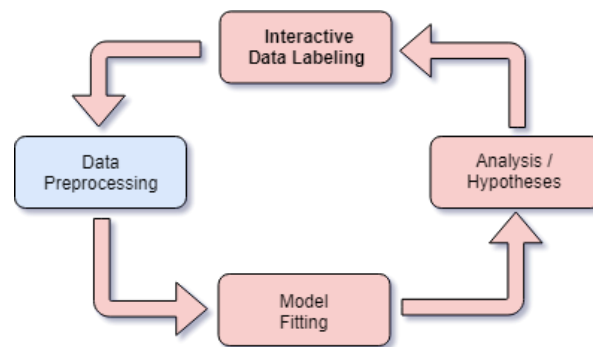 Interactive
Data Labeling
Data
Preprocessing
Analysis /
Hypotheses
Model
Fitting